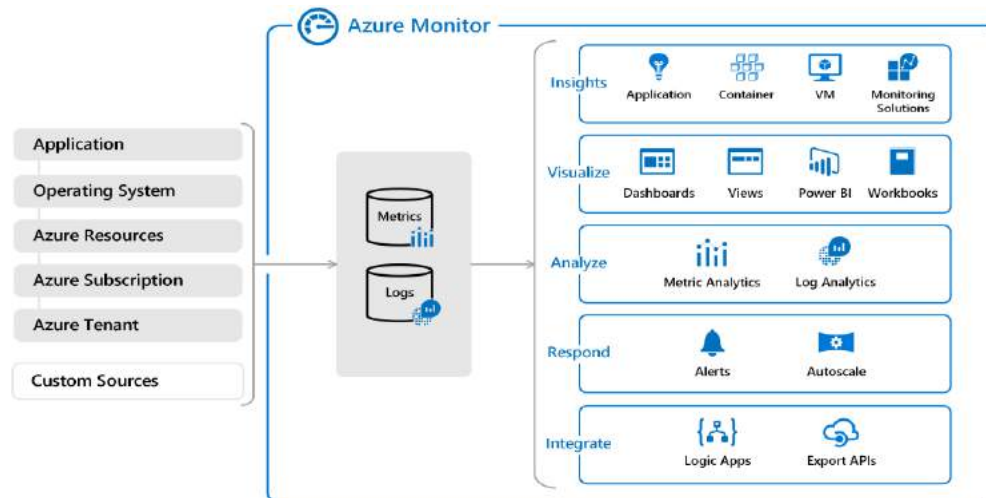 Azure Monitor
Application
Operating System
Azure Resources
Azure Subscription
Azure Tenant
Custom Sources
Metrics
Logs
Insights
Application
Container
VM
Monitoring
Solutions
Visualize
Dashboards
Views
Power BI
Workbooks
Analyze
Metric Analytics
Log Analytics
Respond
Alerts
Autoscale
Integrate
Logic Apps
Export APIs